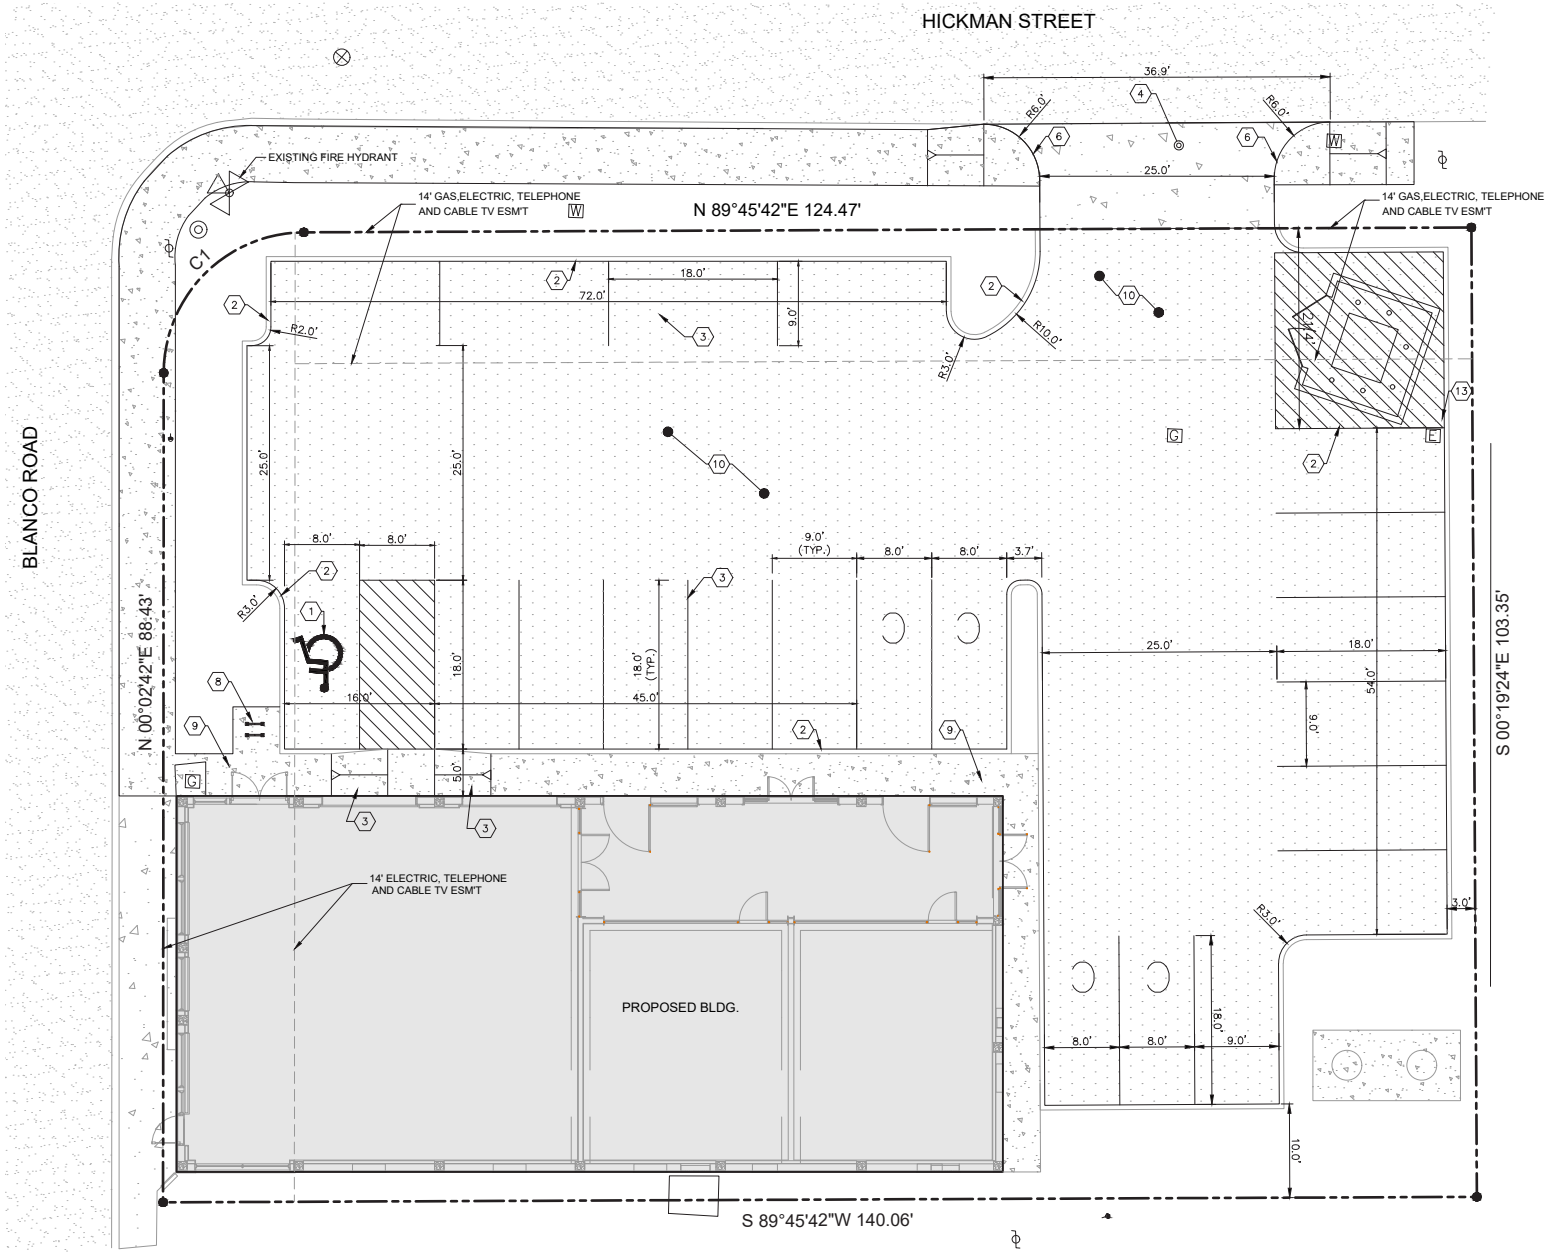 HICKMAN STREET
36.9'
4
R6.0'
R6.0'
6
6
W
EXISTING FIRE HYDRANT
25.0'
14' GAS,ELECTRIC, TELEPHONE
AND CABLE TV ESM'T
W
N 89°45'42"E 124.47'
14' GAS,ELECTRIC, TELEPHONE
AND CABLE TV ESM'T
C1
2
18.0'
2
2
72.0'
10
R2.0'
9.0'
3
R10.0'
21.4'
R3.0'
13
BLANCO ROAD
25.0'
25.0'
10
G
E
2
8.0'
8.0'
9.0'
(TYP.)
8.0'
8.0'
3.7'
2
3
R3.0'
1
N 00°02'42"E 88.43'
18.0'
18.0'
(TYP.)
25.0'
18.0'
S 00°19'24"E 103.35'
8
16.0'
45.0'
54.0'
9.0'
9
2
9
G
5.0'
3
3
14' ELECTRIC, TELEPHONE
AND CABLE TV ESM'T
3.0'
R3.0'
PROPOSED BLDG.
18.0'
8.0'
8.0'
9.0'
10.0'
S 89°45'42"W 140.06'